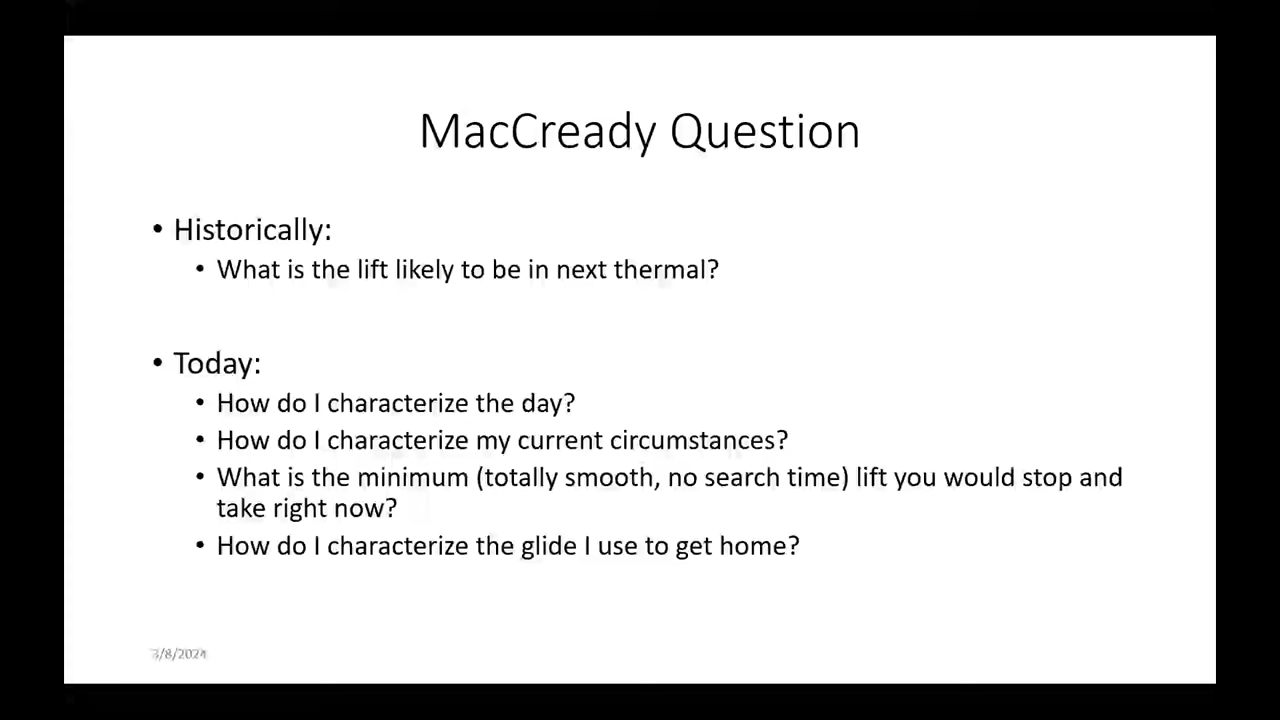 MacCready Question
• Historically:
• What is the lift likely to be in next thermal?
• Today:
• How do I characterize the day?
• How do I characterize my current circumstances?
• What is the minimum (totally smooth, no search time) lift you would stop and
take right now?
• How do I characterize the glide I use to get home?
3/8/2024